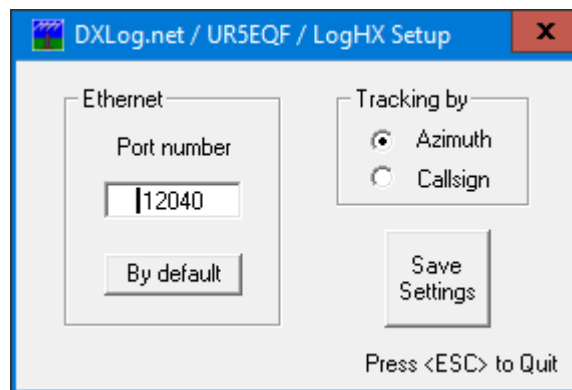 DXLog.net / UR5EQF / LogHX Setup
x
Ethernet
Port number
12040
By default
Tracking by
Azimuth
Callsign
Save
Settings
Press <ESC> to Quit